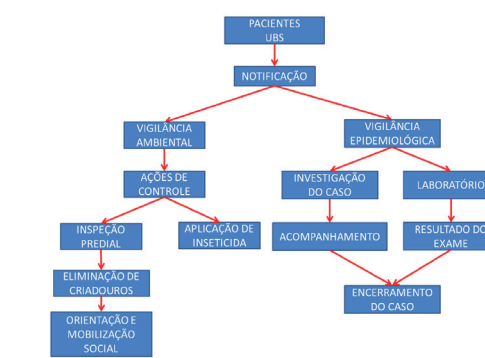 PACIENTES
UBS
NOTIFICAÇÃO
VIGILÂNCIA
AMBIENTAL
VIGILÂNCIA
EPIDEMIOLÓGICA
AÇÕES DE
CONTROLE
INVESTIGAÇÃO
DO CASO
LABORATÓRIO
INSPEÇÃO
PREDIAL
APLICAÇÃO DE
INSETICIDA
ACOMPANHAMENTO
RESULTADO DO
EXAME
ELIMINAÇÃO DE
CRIADOUROS
ENCERRAMENTO
DO CASO
ORIENTAÇÃO E
MOBILIZAÇÃO
SOCIAL